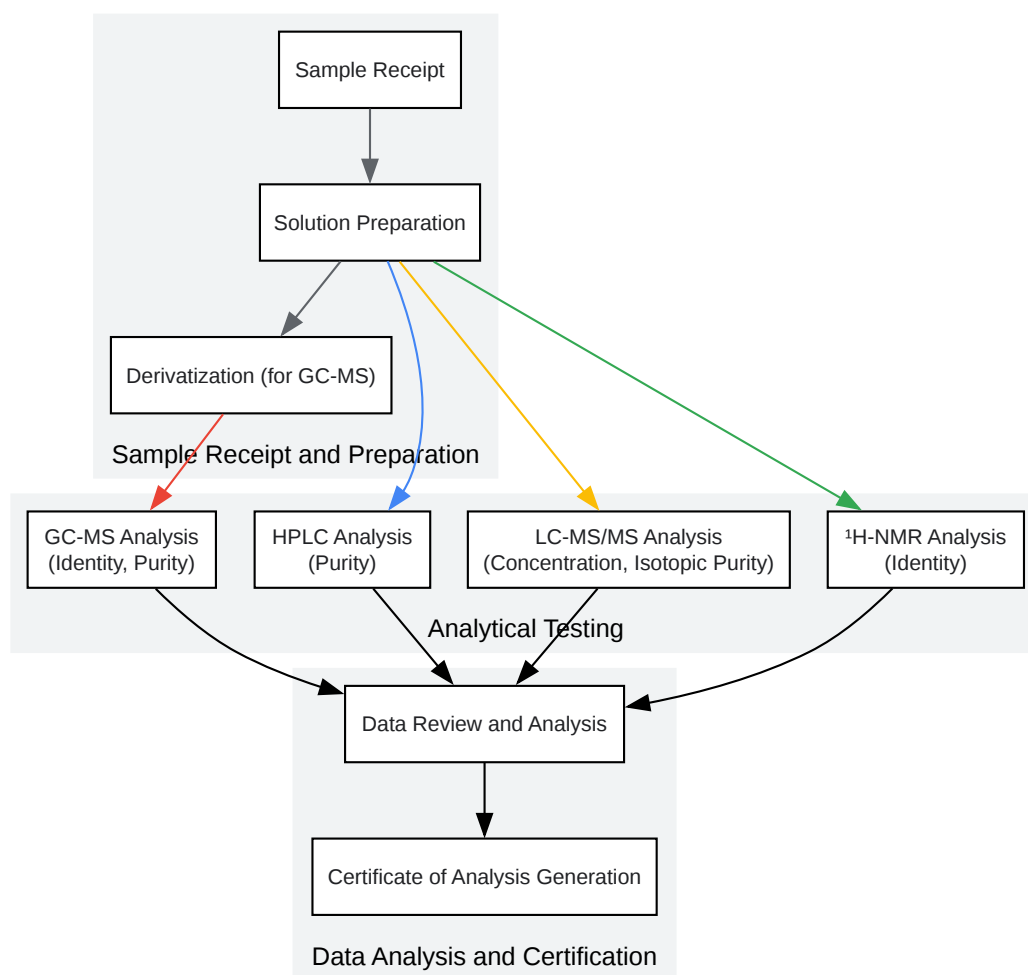 Sample Receipt
Solution Preparation
Derivatization (for GC-MS)
Sample Receipt and Preparation
GC-MS Analysis
(Identity, Purity)
HPLC Analysis
(Purity)
LC-MS/MS Analysis
(Concentration, Isotopic Purity)
¹H-NMR Analysis
(Identity)
Analytical Testing
Data Review and Analysis
Certificate of Analysis Generation
Data Analysis and Certification